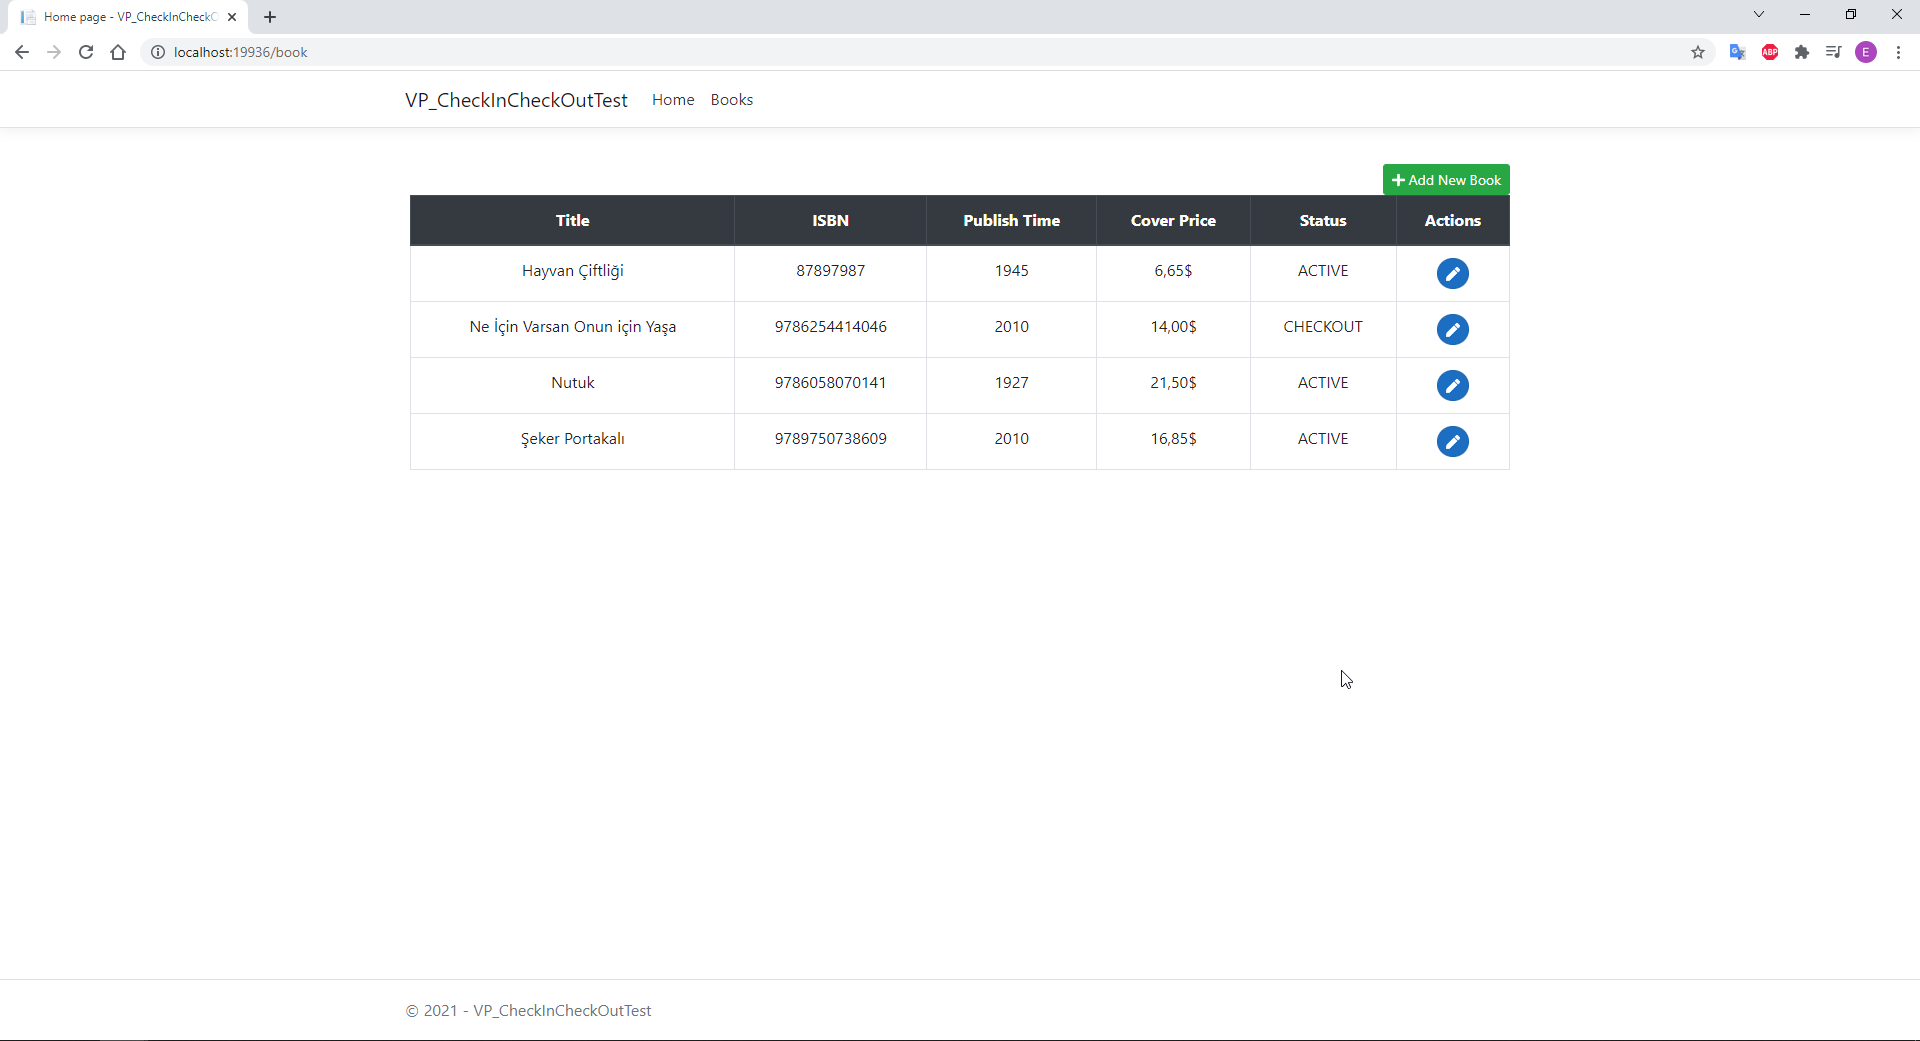 Home page - VP_CheckInCheckO
localhost:19936/book
ABP
E
VP_CheckInCheckOutTest Home Books
Add New Book
Title ISBN Publish Time Cover Price Status Actions
Hayvan Çiftliği 87897987 1945 6,65$ ACTIVE
Ne İçin Varsan Onun için Yaşa 9786254414046 2010 14,00$ CHECKOUT
Nutuk 9786058070141 1927 21,50$ ACTIVE
Şeker Portakalı 9789750738609 2010 16,85$ ACTIVE
© 2021 - VP_CheckInCheckOutTest